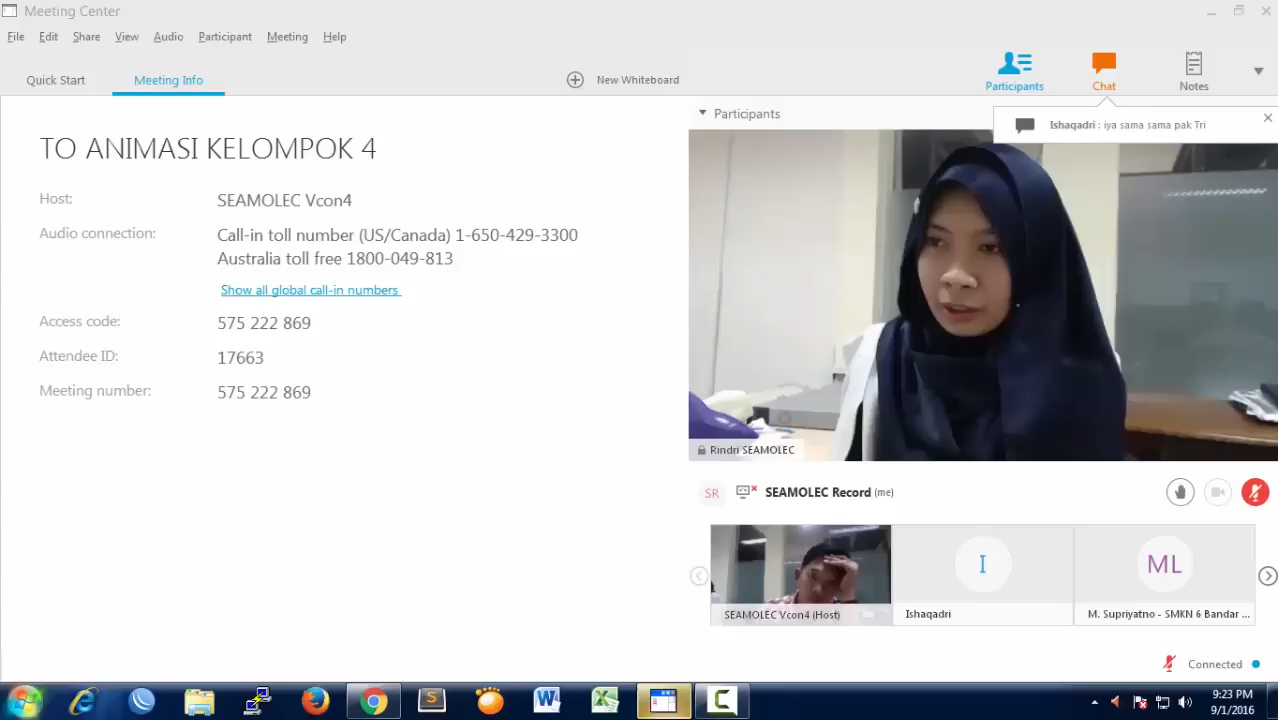 Meeting Center
File Edit Share View Audio Participant Meeting Help
Quick Start Meeting Info New Whiteboard
Participants Chat Notes
Participants
Ishaqadri : iya sama sama pak Tri
TO ANIMASI KELOMPOK 4
Host: SEAMOLEC Vcon4
Audio connection: Call-in toll number (US/Canada) 1-650-429-3300
Australia toll free 1800-049-813
Show all global call-in numbers
Access code: 575 222 869
Attendee ID: 17663
Meeting number: 575 222 869
Rindri SEAMOLEC
SR SEAMOLEC Record (me)
I ML
SEAMOLEC Vcon4 (Host) Ishaqadri M. Supriyatno - SMKN 6 Bandar ...
Connected
9:23 PM
9/1/2016